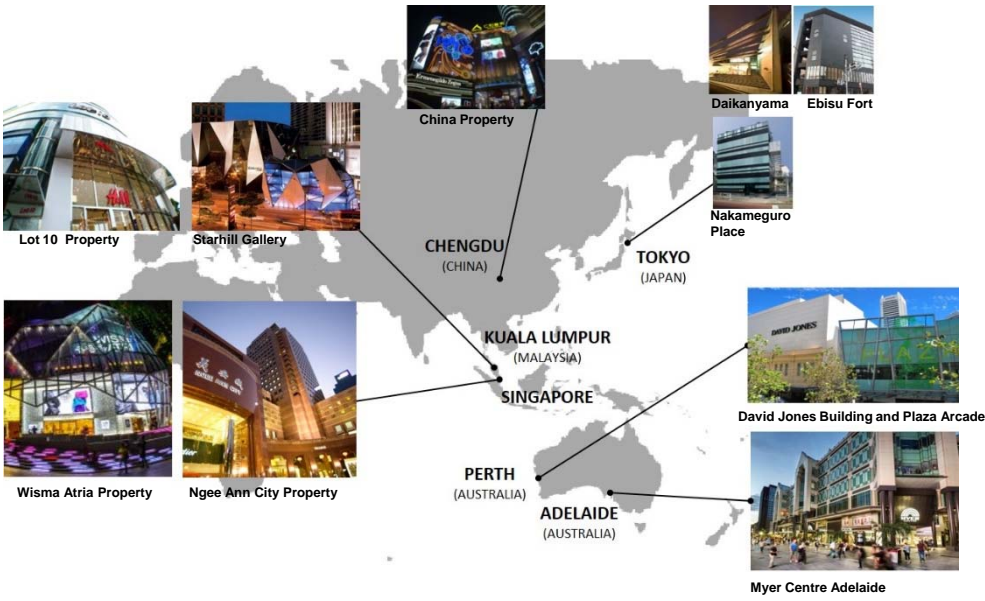 China Property
Daikanyama
Ebisu Fort
Lot 10 Property
Starhill Gallery
Nakameguro
Place
CHENGDU
(CHINA)
TOKYO
(JAPAN)
KUALA LUMPUR
(MALAYSIA)
SINGAPORE
DAVID JONES
David Jones Building and Plaza Arcade
Wisma Atria Property
Ngee Ann City Property
PERTH
(AUSTRALIA)
ADELAIDE
(AUSTRALIA)
Myer Centre Adelaide
H&M